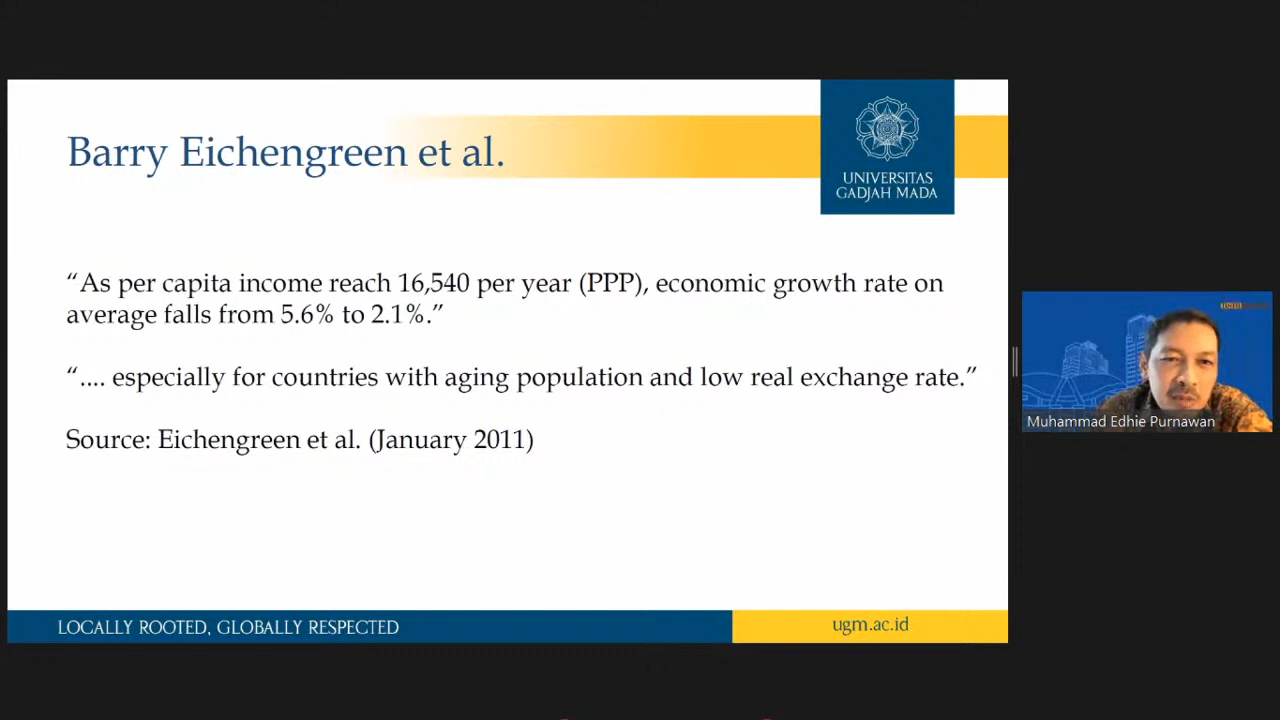 Barry Eichengreen et al.
UNIVERSITAS
GADJAH MADA
“As per capita income reach 16,540 per year (PPP), economic growth rate on
average falls from 5.6% to 2.1%.”
“.... especially for countries with aging population and low real exchange rate.”
Source: Eichengreen et al. (January 2011)
Muhammad Edhie Purnawan
LOCALLY ROOTED, GLOBALLY RESPECTED
ugm.ac.id